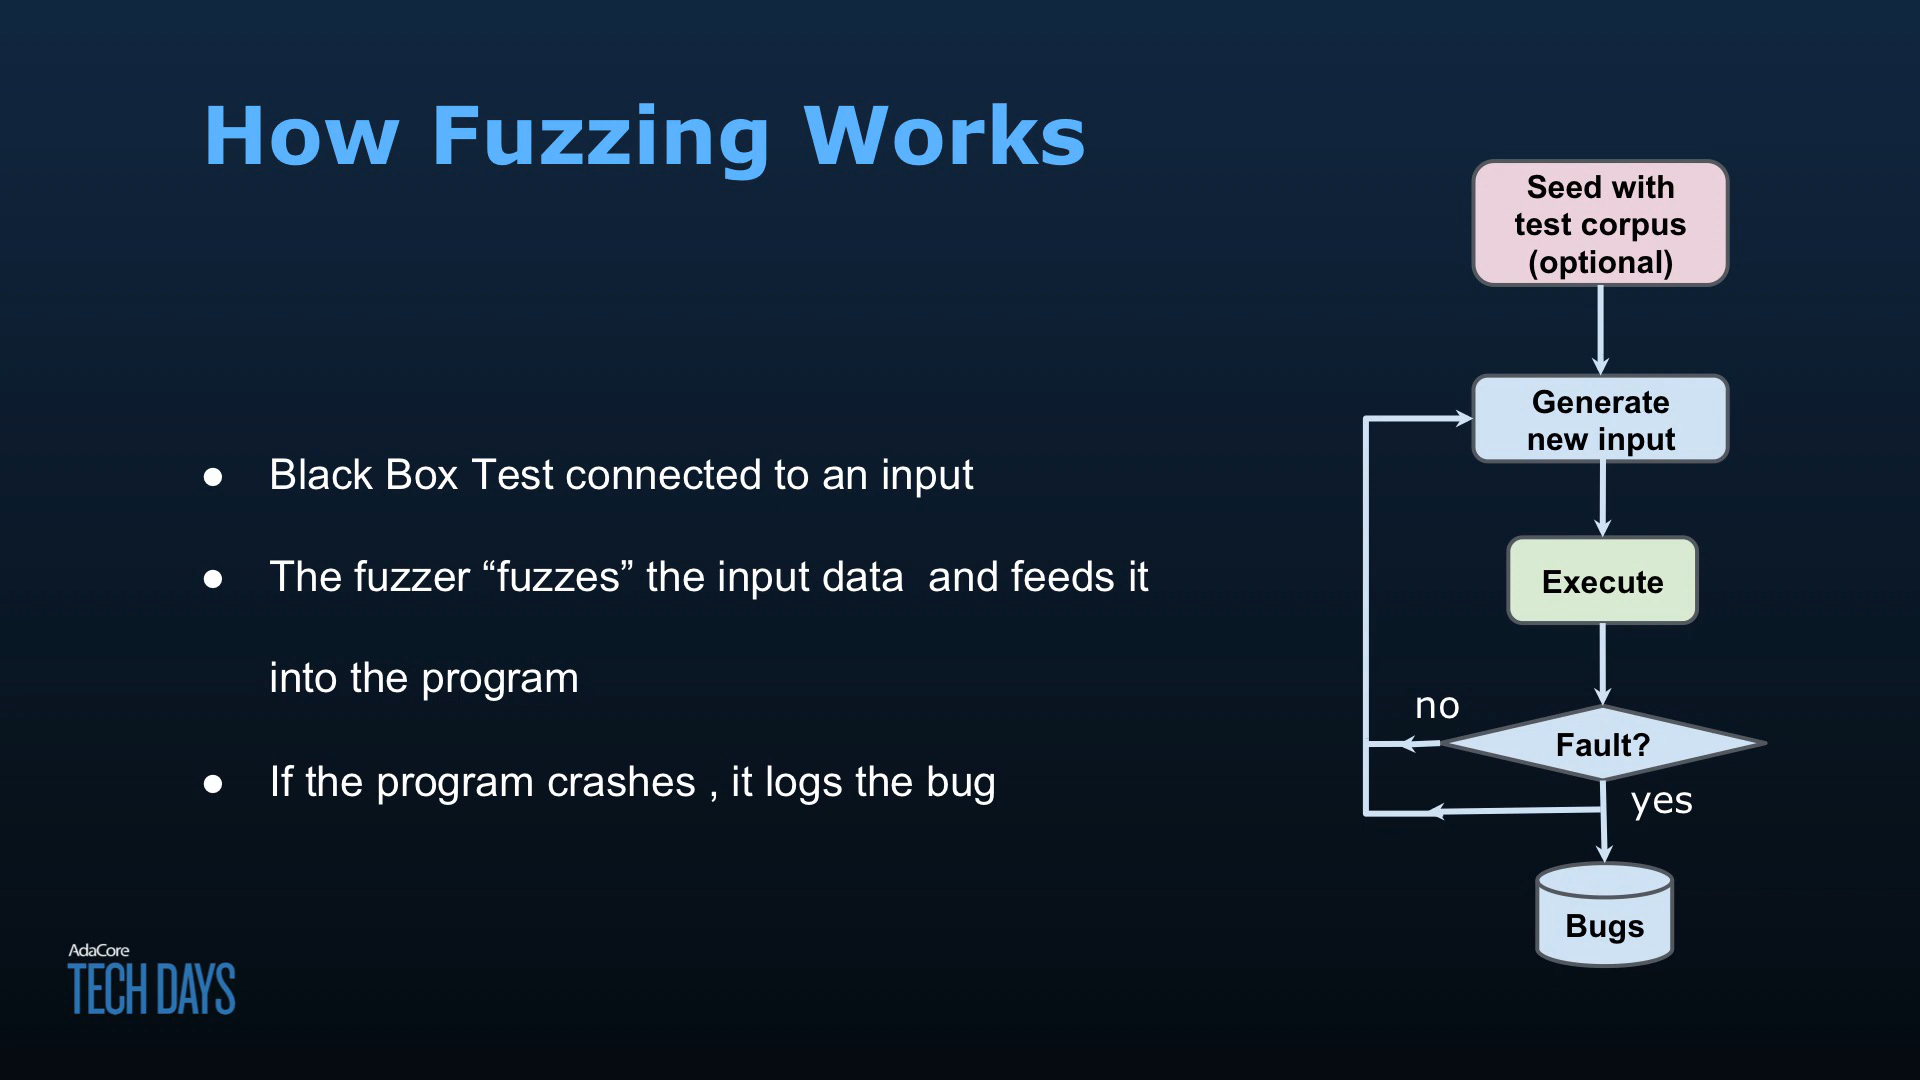 How Fuzzing Works
● Black Box Test connected to an input
● The fuzzer “fuzzes” the input data  and feeds it
into the program
● If the program crashes , it logs the bug
Seed with
test corpus
(optional)
Generate
new input
Execute
no
Fault?
yes
Bugs
AdaCore
TECH DAYS